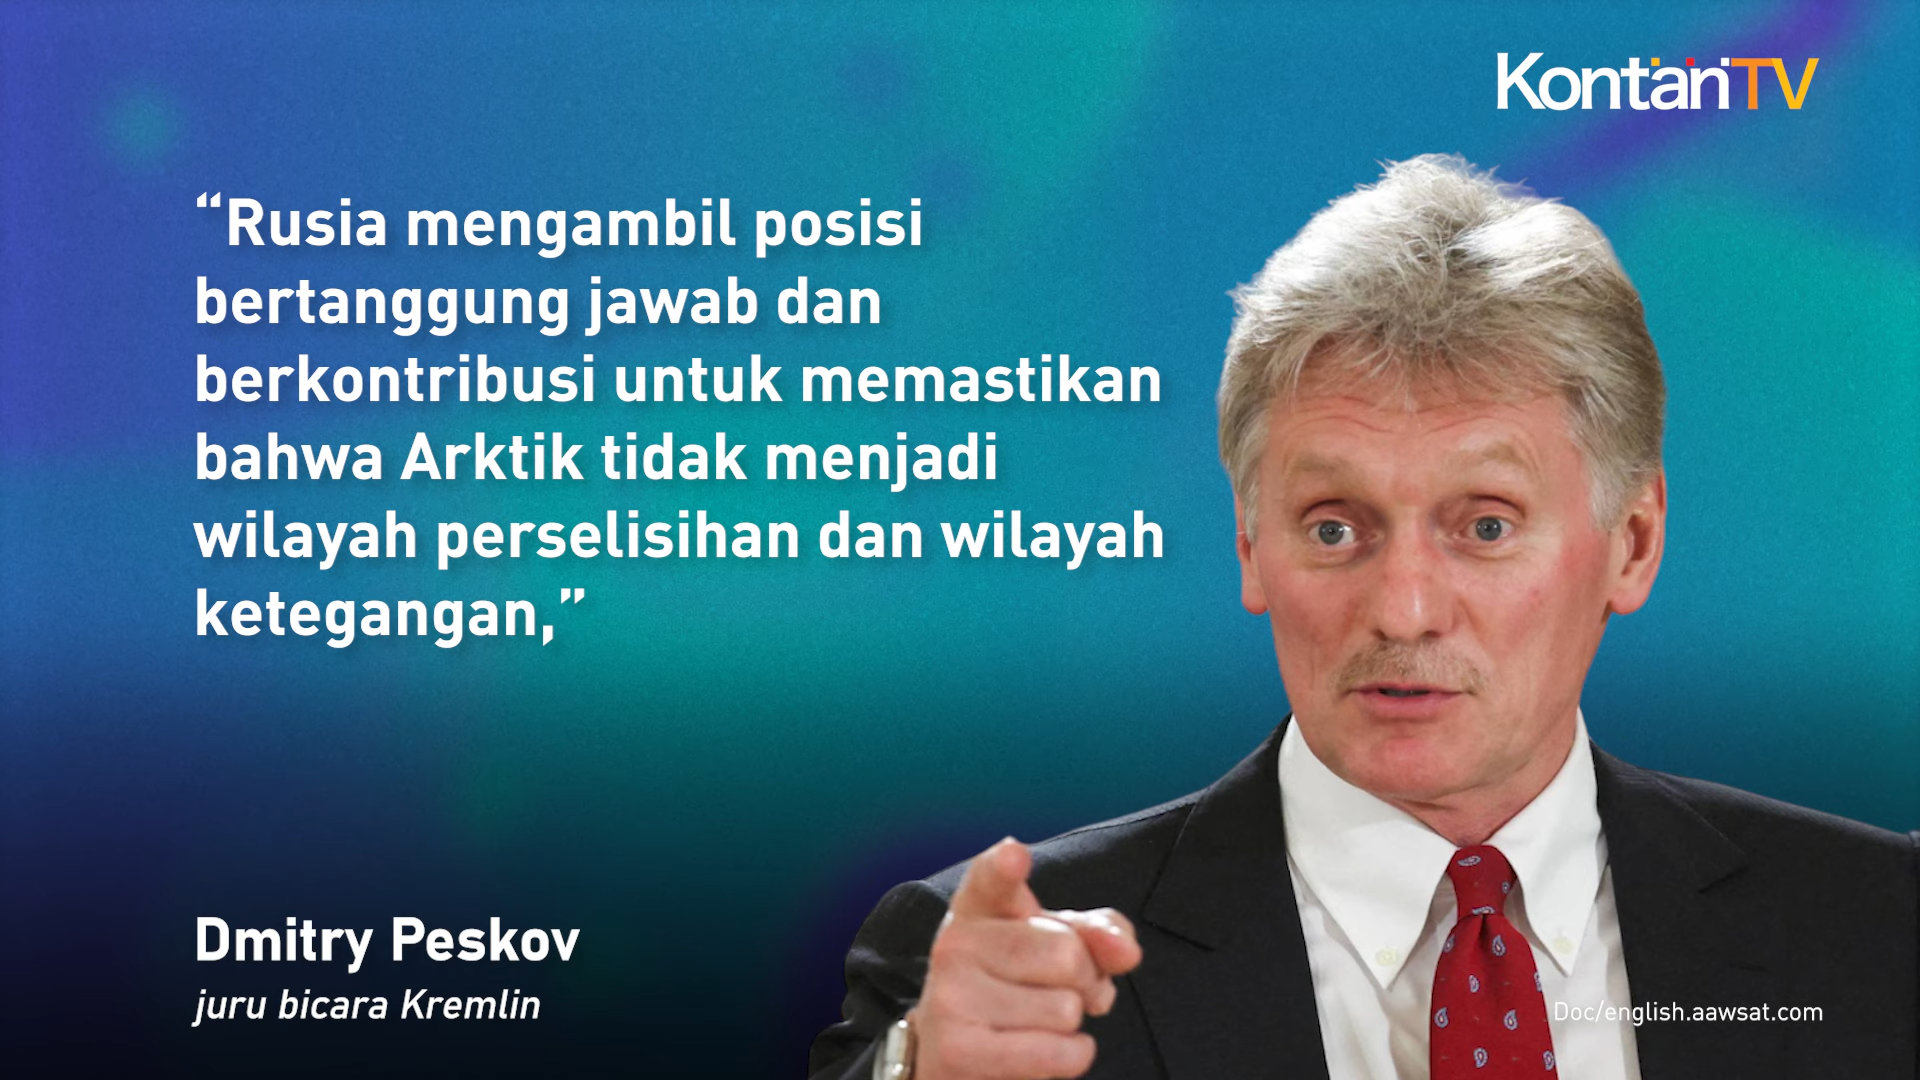 KontanTV
“Rusia mengambil posisi
bertanggung jawab dan
berkontribusi untuk memastikan
bahwa Arktik tidak menjadi
wilayah perselisihan dan wilayah
ketegangan,”
Dmitry Peskov
juru bicara Kremlin
Doc/english.aawsat.com